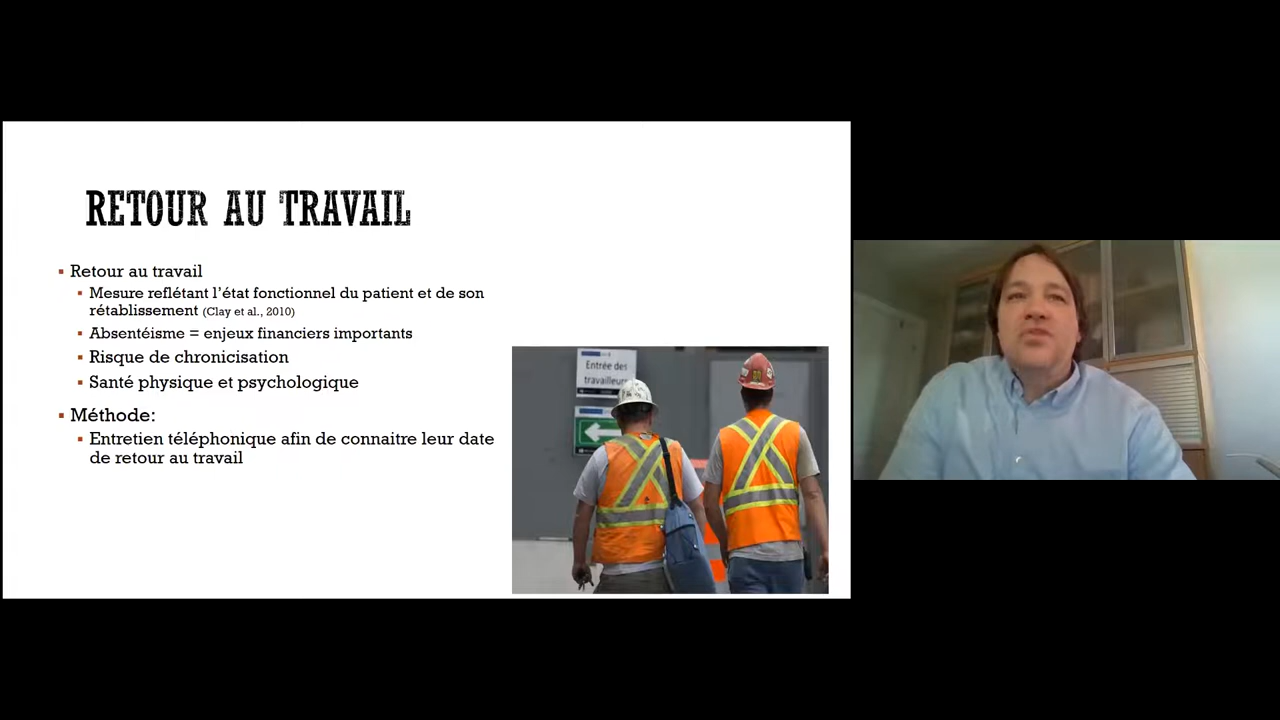 RETOUR AU TRAVAIL
Retour au travail
Mesure reflétant l'état fonctionnel du patient et de son
rétablissement (Clay et al., 2010)
Absentéisme = enjeux financiers importants
Risque de chronicisation
Santé physique et psychologique
Méthode:
Entretien téléphonique afin de connaitre leur date
de retour au travail
Entrée des
travailleurs